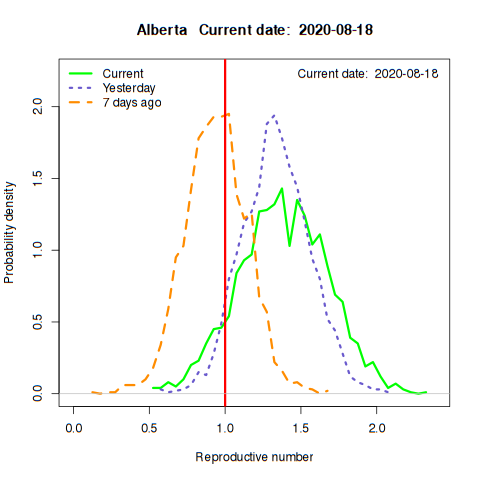 Alberta   Current date:  2020-08-18
Current date:  2020-08-18
Current
Yesterday
7 days ago
Probability density
2.0
1.5
1.0
0.5
0.0
0.0 0.5 1.0 1.5 2.0
Reproductive number